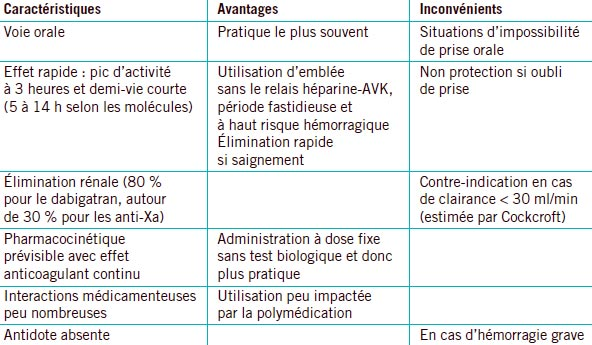 Caractéristiques Avantages Inconvénients
Voie orale Pratique le plus souvent Situations d'impossibilité
de prise orale
Effet rapide : pic d'activité Utilisation d'emblée Non protection si oubli
à 3 heures et demi-vie courte sans le relais héparine-AVK, de prise
(5 à 14 h selon les molécules) période fastidieuse et
à haut risque hémorragique
Élimination rapide
si saignement
Élimination rénale (80 % Contre-indication en cas
pour le dabigatran, autour de clairance < 30 ml/min
de 30 % pour les anti-Xa) (estimée par Cockcroft)
Pharmacocinétique Administration à dose fixe
prévisible avec effet sans test biologique et donc
anticoagulant continu plus pratique
Interactions médicamenteuses Utilisation peu impactée
peu nombreuses par la polymédication
Antidote absente En cas d'hémorragie grave